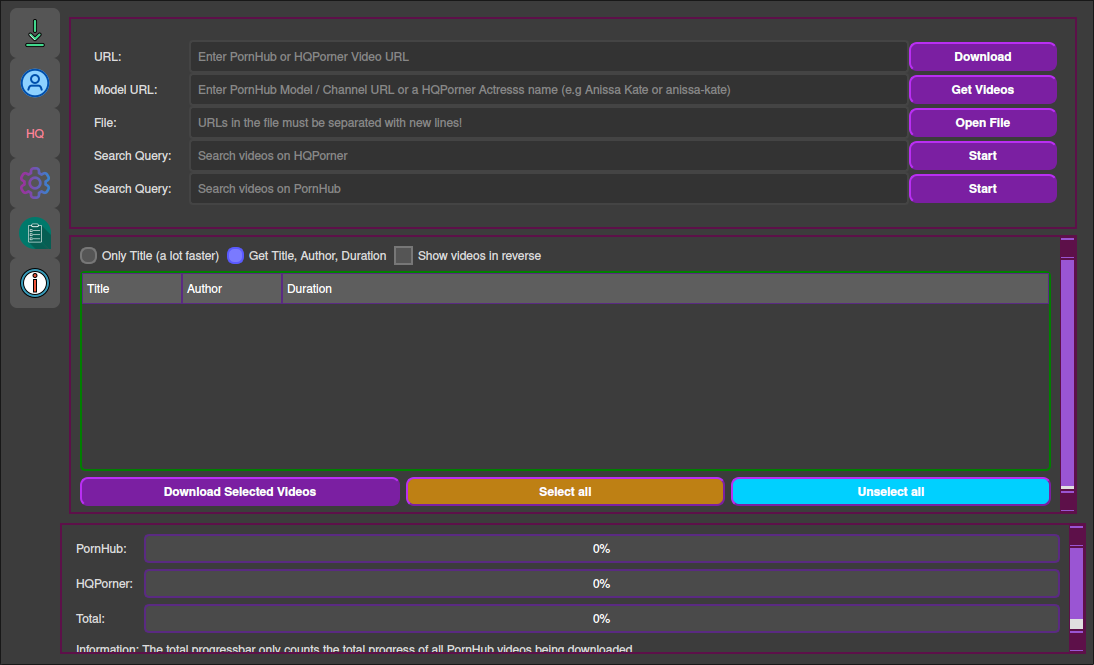 URL: Enter PornHub or HQPorner Video URL Download
Model URL: Enter PornHub Model / Channel URL or a HQPorner Actresss name (e.g Anissa Kate or anissa-kate) Get Videos
HQ
File: URLs in the file must be separated with new lines! Open File
Search Query: Search videos on HQPorner Start
Search Query: Search videos on PornHub Start
Only Title (a lot faster) Get Title, Author, Duration Show videos in reverse
Title Author Duration
Download Selected Videos Select all Unselect all
PornHub: 0%
HQPorner: 0%
Total: 0%
Information: The total progressbar only counts the total progress of all PornHub videos being downloaded